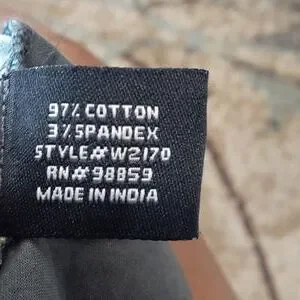 97% COTTON
3%SPANDEX
STYLE#W2170
RN#98859
MADE IN INDIA